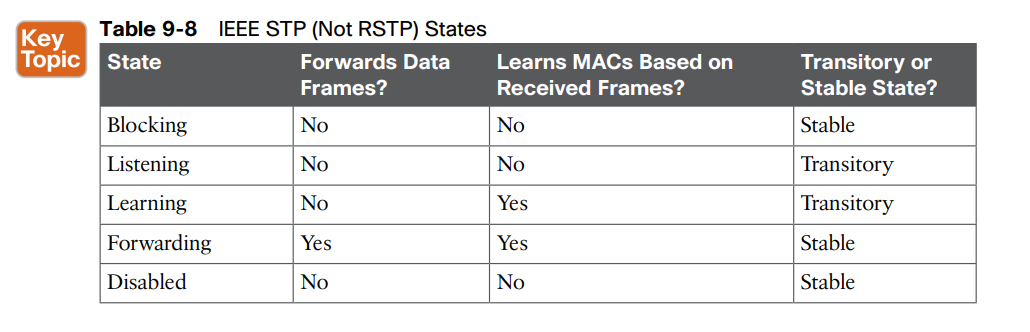 Key
Topic
Table 9-8 IEEE STP (Not RSTP) States
State Forwards Data Frames? Learns MACs Based on Received Frames? Transitory or Stable State?
Blocking No No Stable
Listening No No Transitory
Learning No Yes Transitory
Forwarding Yes Yes Stable
Disabled No No Stable